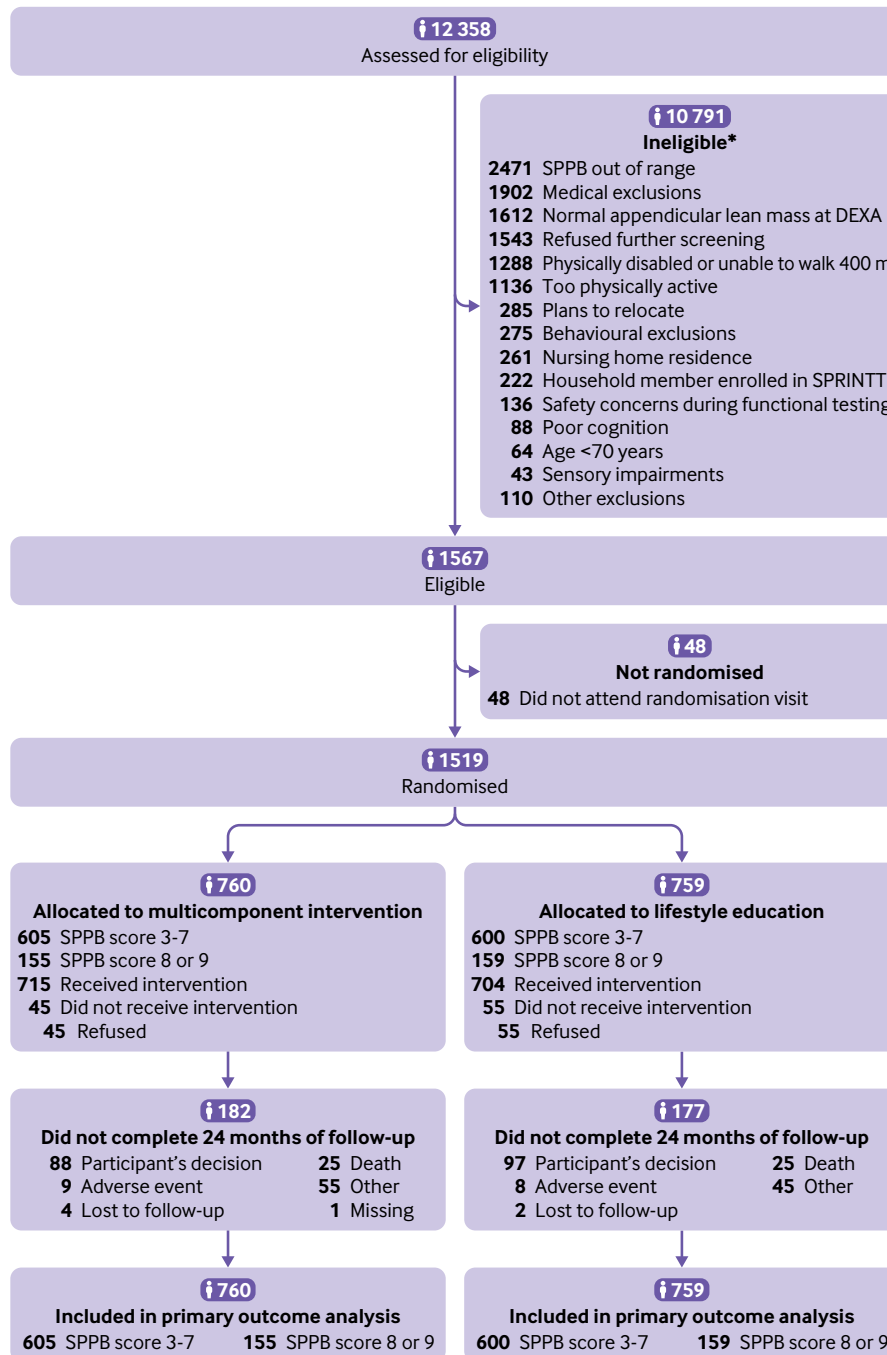 12 358
Assessed for eligibility
10 791
Ineligible*
2471 SPPB out of range
1902 Medical exclusions
1612 Normal appendicular lean mass at DEXA
1543 Refused further screening
1288 Physically disabled or unable to walk 400 m
1136 Too physically active
285 Plans to relocate
275 Behavioural exclusions
261 Nursing home residence
222 Household member enrolled in SPRINTT
136 Safety concerns during functional testing
88 Poor cognition
64 Age <70 years
43 Sensory impairments
110 Other exclusions
1567
Eligible
48
Not randomised
48 Did not attend randomisation visit
1519
Randomised
760
Allocated to multicomponent intervention
605 SPPB score 3-7
155 SPPB score 8 or 9
715 Received intervention
45 Did not receive intervention
45 Refused
759
Allocated to lifestyle education
600 SPPB score 3-7
159 SPPB score 8 or 9
704 Received intervention
55 Did not receive intervention
55 Refused
182
Did not complete 24 months of follow-up
88 Participant's decision 25 Death
9 Adverse event 55 Other
4 Lost to follow-up 1 Missing
177
Did not complete 24 months of follow-up
97 Participant's decision 25 Death
8 Adverse event 45 Other
2 Lost to follow-up
760
Included in primary outcome analysis
605 SPPB score 3-7 155 SPPB score 8 or 9
759
Included in primary outcome analysis
600 SPPB score 3-7 159 SPPB score 8 or 9